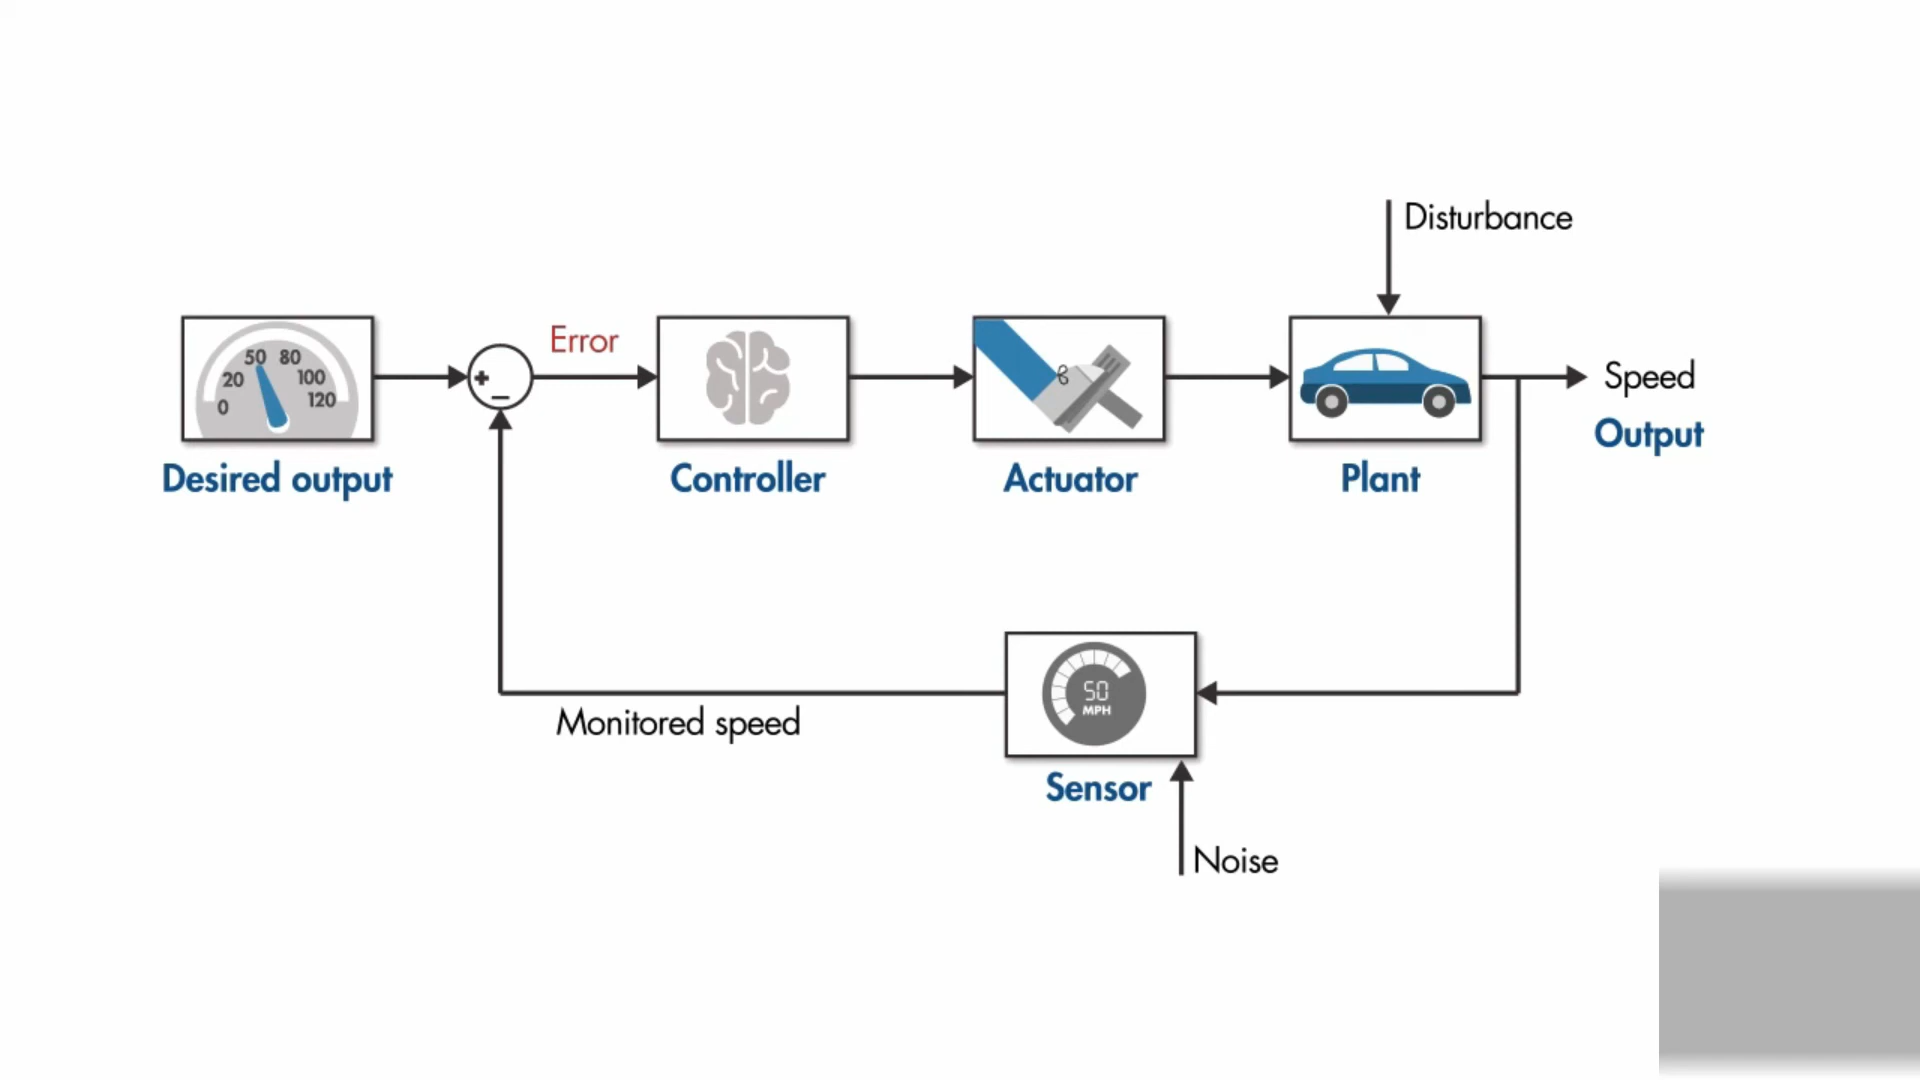 Disturbance
50 80
20 100
0 120
+
−
Error
Speed
Output
Desired output
Controller
Actuator
Plant
50
MPH
Monitored speed
Sensor
Noise